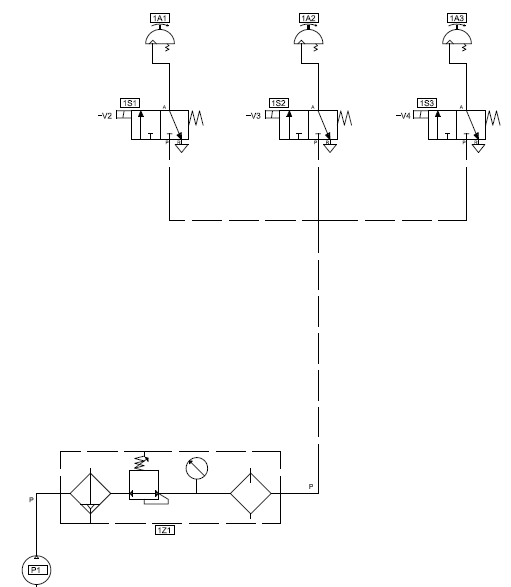 1A1 1A2 1A3
1S1 1S2 1S3
A A A
-V2 -V3 -V4
P R P R P R
P
P
1Z1
P1